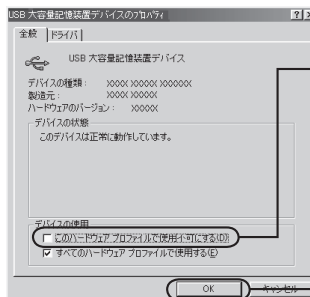 USB 大容量記憶装置デバイスのプロパティ
全般 ドライバ
USB 大容量記憶装置デバイス
デバイスの種類: XXXX XXXXX XXXXXX
製造元: XXXX XXXXX
ハードウェアのバージョン: XXXXX
デバイスの状態
このデバイスは正常に動作しています。
デバイスの使用
このハードウェア プロファイルで使用不可にする(D)
すべてのハードウェア プロファイルで使用する(E)
OK キャンセル